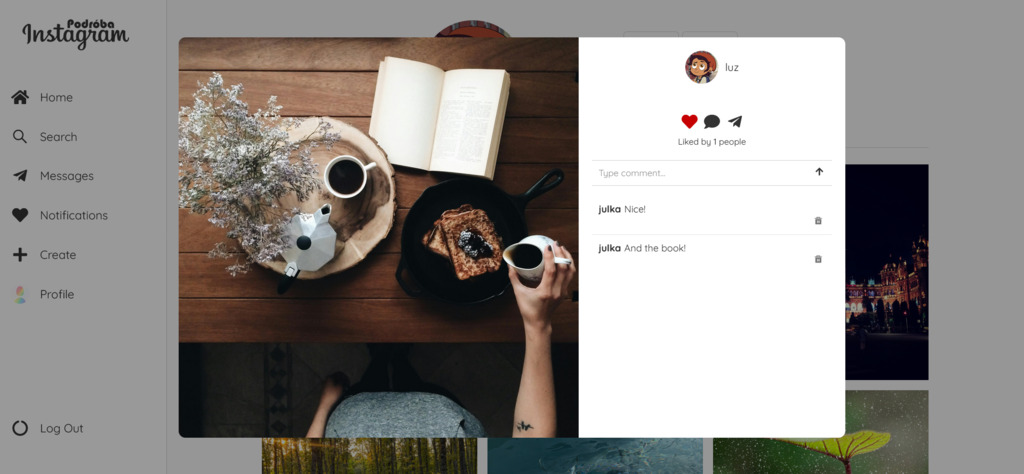 Podróba
Instagram
Home
Search
Messages
Notifications
Create
Profile
Log Out
luz
Liked by 1 people
Type comment...
julka Nice!
julka And the book!